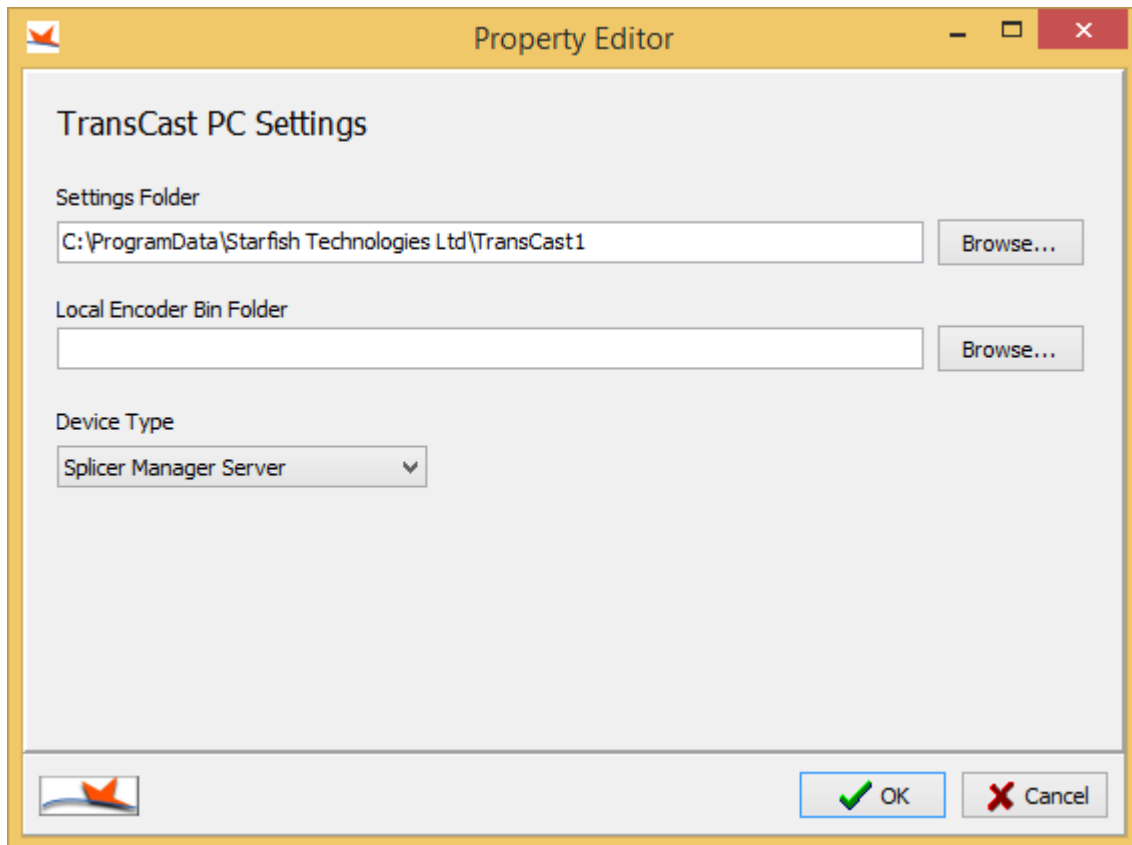 Property Editor
TransCast PC Settings
Settings Folder
C:\ProgramData\Starfish Technologies Ltd\TransCast1
Browse...
Local Encoder Bin Folder
Browse...
Device Type
Splicer Manager Server
OK
Cancel